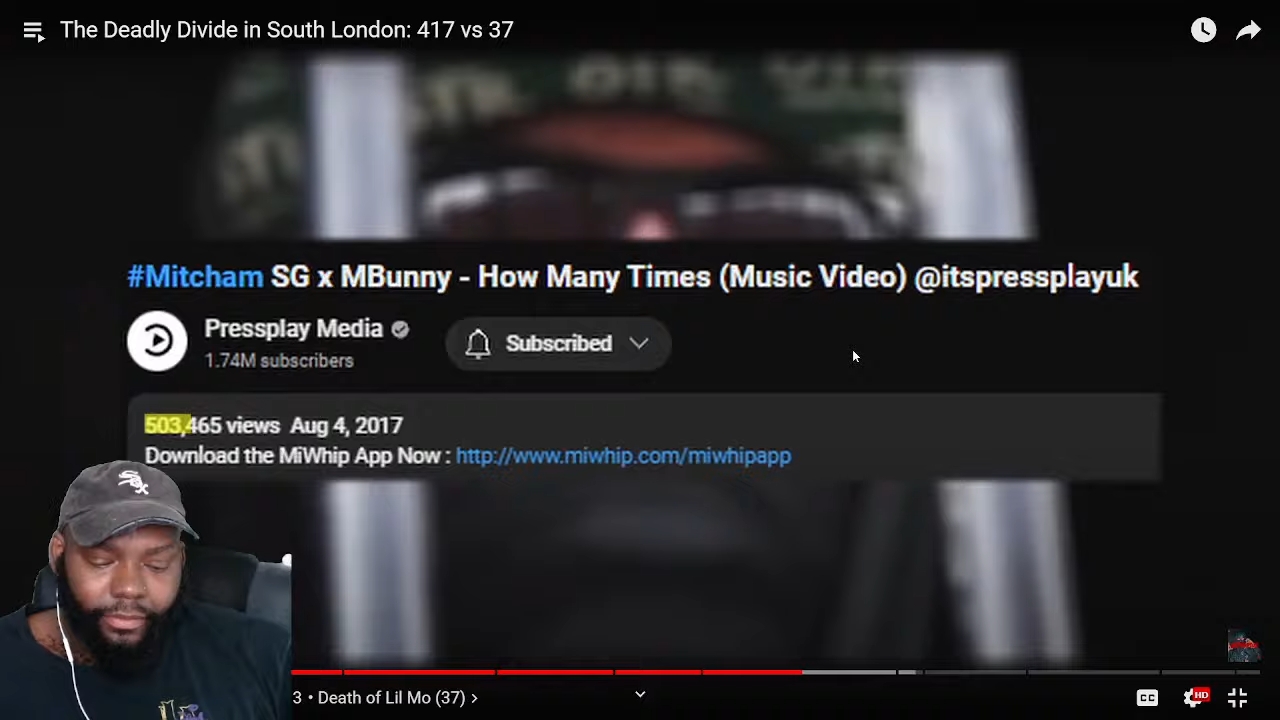 The Deadly Divide in South London: 417 vs 37
#Mitcham SG x MBunny - How Many Times (Music Video) @itspressplayuk
Pressplay Media
1.74M subscribers
Subscribed
503,465 views Aug 4, 2017
Download the MiWhip App Now : http://www.miwhip.com/miwhipapp
3 • Death of Lil Mo (37) >
CC
HD